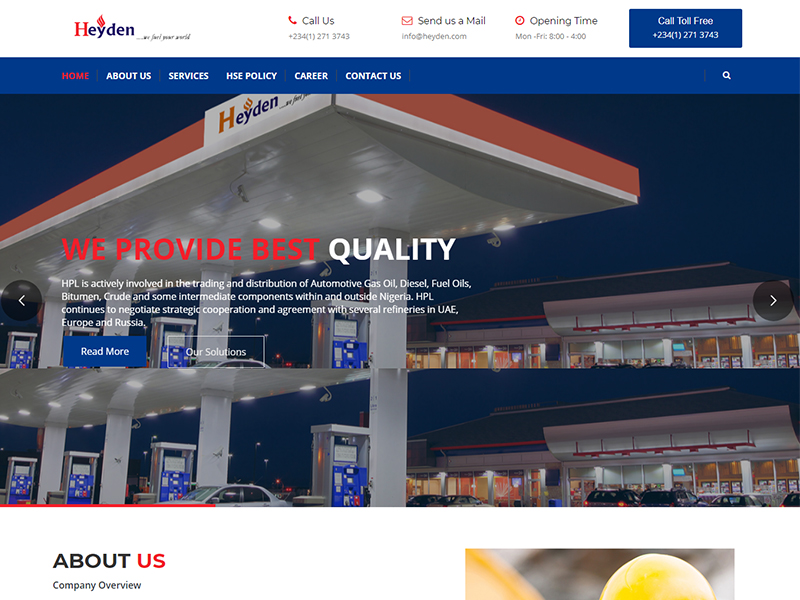 Heyden
...we fuel your world
Call Us
+234(1) 271 3743
Send us a Mail
info@heyden.com
Opening Time
Mon -Fri: 8:00 - 4:00
Call Toll Free
+234(1) 271 3743
HOME
ABOUT US
SERVICES
HSE POLICY
CAREER
CONTACT US
Heyden
...we fuel your
WE PROVIDE BEST QUALITY
HPL is actively involved in the trading and distribution of Automotive Gas Oil, Diesel, Fuel Oils,
Bitumen, Crude and some intermediate components within and outside Nigeria. HPL
continues to negotiate strategic cooperation and agreement with several refineries in UAE,
Europe and Russia.
Read More
Our Solutions
ABOUT US
Company Overview